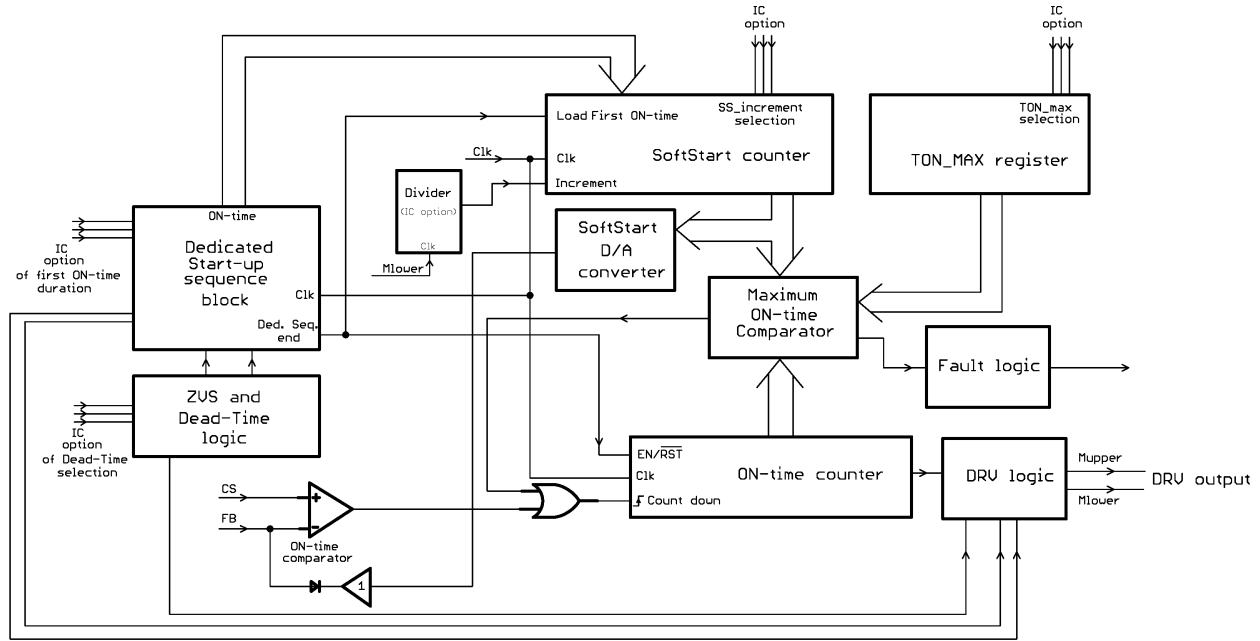 IC
option
IC
option
SS_increment
selection
Load First ON-time
Clk
Clk
SoftStart counter
Increment
TON_max
selection
TON_MAX register
Divider
(IC option)
Clk
Mlower
ON-time
Dedicated
Start-up
sequence
block
Clk
Ded. Seq.
end
IC
option
of first ON-time
duration
SoftStart
D/A
converter
Maximum
ON-time
Comparator
Fault logic
ZVS and
Dead-Time
logic
IC
option
of Dead-Time
selection
EN/RST
Clk
ON-time counter
Count down
DRV logic
Mupper
Mlower
DRV output
CS
+
FB
-
ON-time
comparator
1